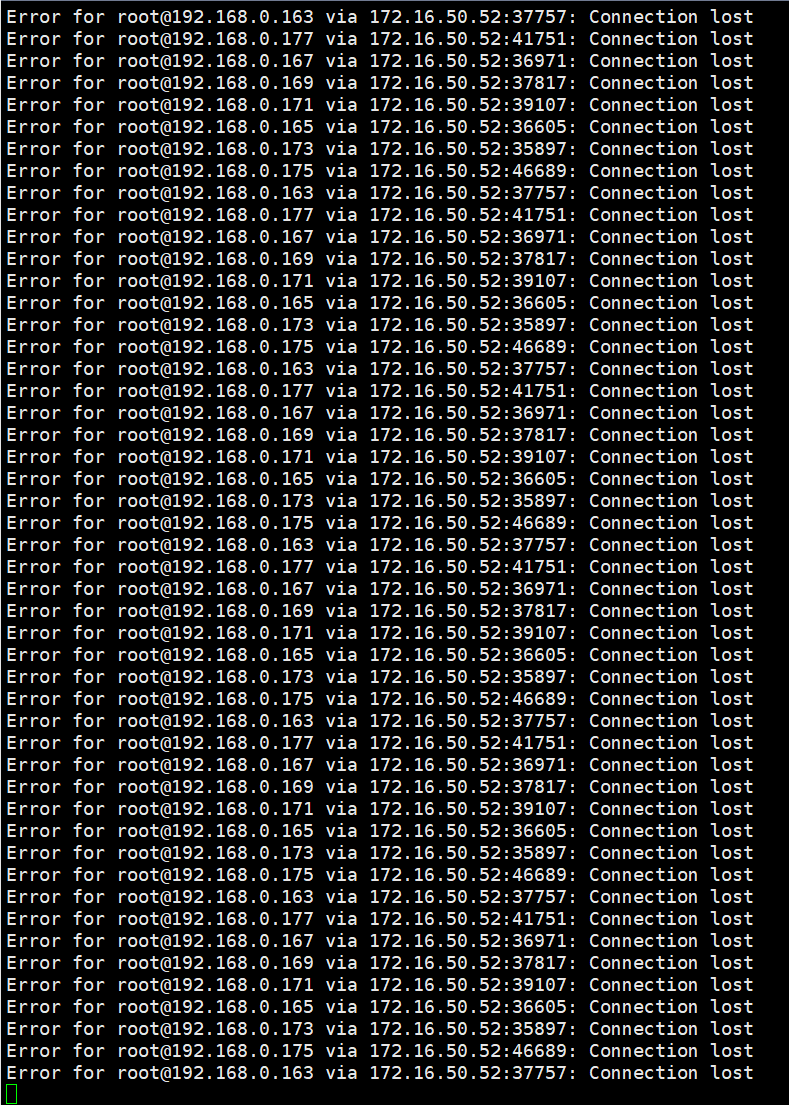 Error for root@192.168.0.163 via 172.16.50.52:37757: Connection lost
Error for root@192.168.0.177 via 172.16.50.52:41751: Connection lost
Error for root@192.168.0.167 via 172.16.50.52:36971: Connection lost
Error for root@192.168.0.169 via 172.16.50.52:37817: Connection lost
Error for root@192.168.0.171 via 172.16.50.52:39107: Connection lost
Error for root@192.168.0.165 via 172.16.50.52:36605: Connection lost
Error for root@192.168.0.173 via 172.16.50.52:35897: Connection lost
Error for root@192.168.0.175 via 172.16.50.52:46689: Connection lost
Error for root@192.168.0.163 via 172.16.50.52:37757: Connection lost
Error for root@192.168.0.177 via 172.16.50.52:41751: Connection lost
Error for root@192.168.0.167 via 172.16.50.52:36971: Connection lost
Error for root@192.168.0.169 via 172.16.50.52:37817: Connection lost
Error for root@192.168.0.171 via 172.16.50.52:39107: Connection lost
Error for root@192.168.0.165 via 172.16.50.52:36605: Connection lost
Error for root@192.168.0.173 via 172.16.50.52:35897: Connection lost
Error for root@192.168.0.175 via 172.16.50.52:46689: Connection lost
Error for root@192.168.0.163 via 172.16.50.52:37757: Connection lost
Error for root@192.168.0.177 via 172.16.50.52:41751: Connection lost
Error for root@192.168.0.167 via 172.16.50.52:36971: Connection lost
Error for root@192.168.0.169 via 172.16.50.52:37817: Connection lost
Error for root@192.168.0.171 via 172.16.50.52:39107: Connection lost
Error for root@192.168.0.165 via 172.16.50.52:36605: Connection lost
Error for root@192.168.0.173 via 172.16.50.52:35897: Connection lost
Error for root@192.168.0.175 via 172.16.50.52:46689: Connection lost
Error for root@192.168.0.163 via 172.16.50.52:37757: Connection lost
Error for root@192.168.0.177 via 172.16.50.52:41751: Connection lost
Error for root@192.168.0.167 via 172.16.50.52:36971: Connection lost
Error for root@192.168.0.169 via 172.16.50.52:37817: Connection lost
Error for root@192.168.0.171 via 172.16.50.52:39107: Connection lost
Error for root@192.168.0.165 via 172.16.50.52:36605: Connection lost
Error for root@192.168.0.173 via 172.16.50.52:35897: Connection lost
Error for root@192.168.0.175 via 172.16.50.52:46689: Connection lost
Error for root@192.168.0.163 via 172.16.50.52:37757: Connection lost
Error for root@192.168.0.177 via 172.16.50.52:41751: Connection lost
Error for root@192.168.0.167 via 172.16.50.52:36971: Connection lost
Error for root@192.168.0.169 via 172.16.50.52:37817: Connection lost
Error for root@192.168.0.171 via 172.16.50.52:39107: Connection lost
Error for root@192.168.0.165 via 172.16.50.52:36605: Connection lost
Error for root@192.168.0.173 via 172.16.50.52:35897: Connection lost
Error for root@192.168.0.175 via 172.16.50.52:46689: Connection lost
Error for root@192.168.0.163 via 172.16.50.52:37757: Connection lost
Error for root@192.168.0.177 via 172.16.50.52:41751: Connection lost
Error for root@192.168.0.167 via 172.16.50.52:36971: Connection lost
Error for root@192.168.0.169 via 172.16.50.52:37817: Connection lost
Error for root@192.168.0.171 via 172.16.50.52:39107: Connection lost
Error for root@192.168.0.165 via 172.16.50.52:36605: Connection lost
Error for root@192.168.0.173 via 172.16.50.52:35897: Connection lost
Error for root@192.168.0.175 via 172.16.50.52:46689: Connection lost
Error for root@192.168.0.163 via 172.16.50.52:37757: Connection lost